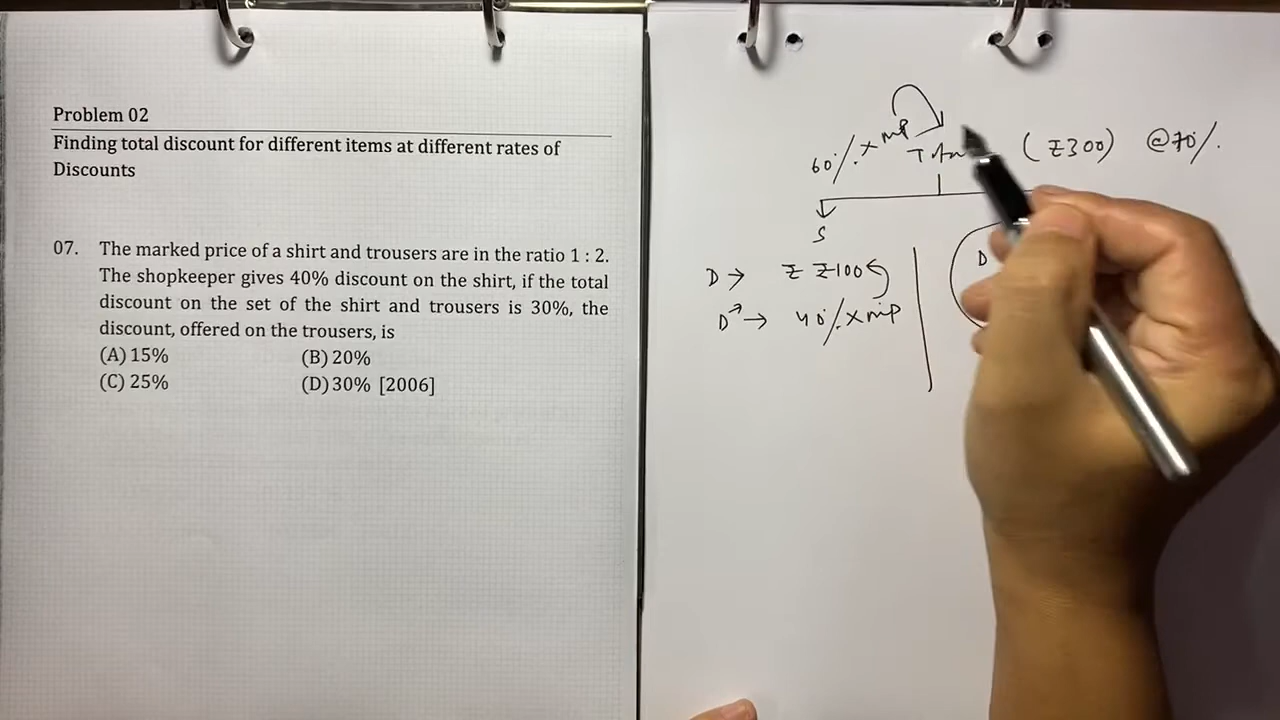 Problem 02
Finding total discount for different items at different rates of
Discounts
07. The marked price of a shirt and trousers are in the ratio 1 : 2.
The shopkeeper gives 40% discount on the shirt, if the total
discount on the set of the shirt and trousers is 30%, the
discount, offered on the trousers, is
(A) 15% (B) 20%
(C) 25% (D) 30% [2006]
60% × mp (₹300) @70%.
S
D → ₹100
D → 40% × mp
D